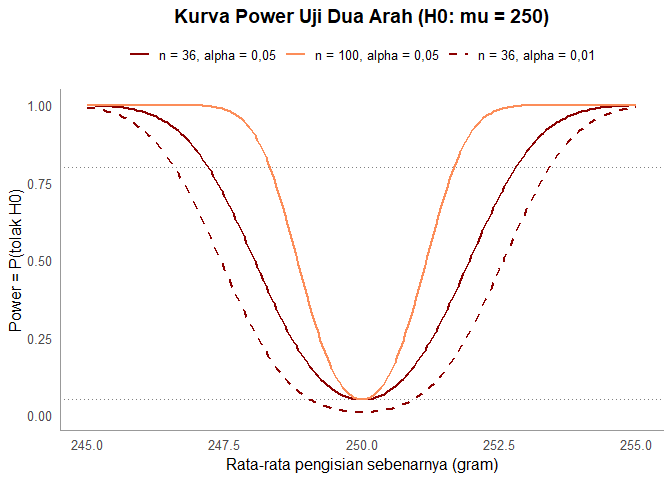 Kurva Power Uji Dua Arah (H0: mu = 250)
n = 36, alpha = 0,05 n = 100, alpha = 0,05 n = 36, alpha = 0,01
Power = P(tolak H0)
1.00
0.75
0.50
0.25
0.00
245.0 247.5 250.0 252.5 255.0
Rata-rata pengisian sebenarnya (gram)